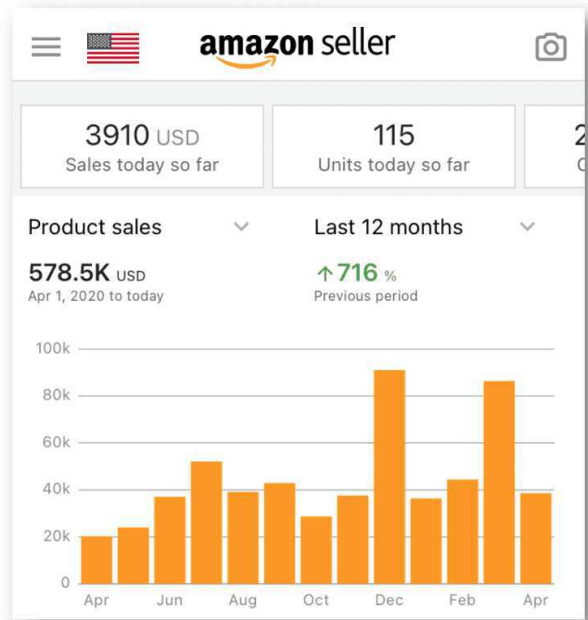 amazon seller
3910 USD
Sales today so far
115
Units today so far
2
Product sales
Last 12 months
578.5K USD
Apr 1, 2020 to today
↑716 %
Previous period
100k
80k
60k
40k
20k
0
Apr Jun Aug Oct Dec Feb Apr